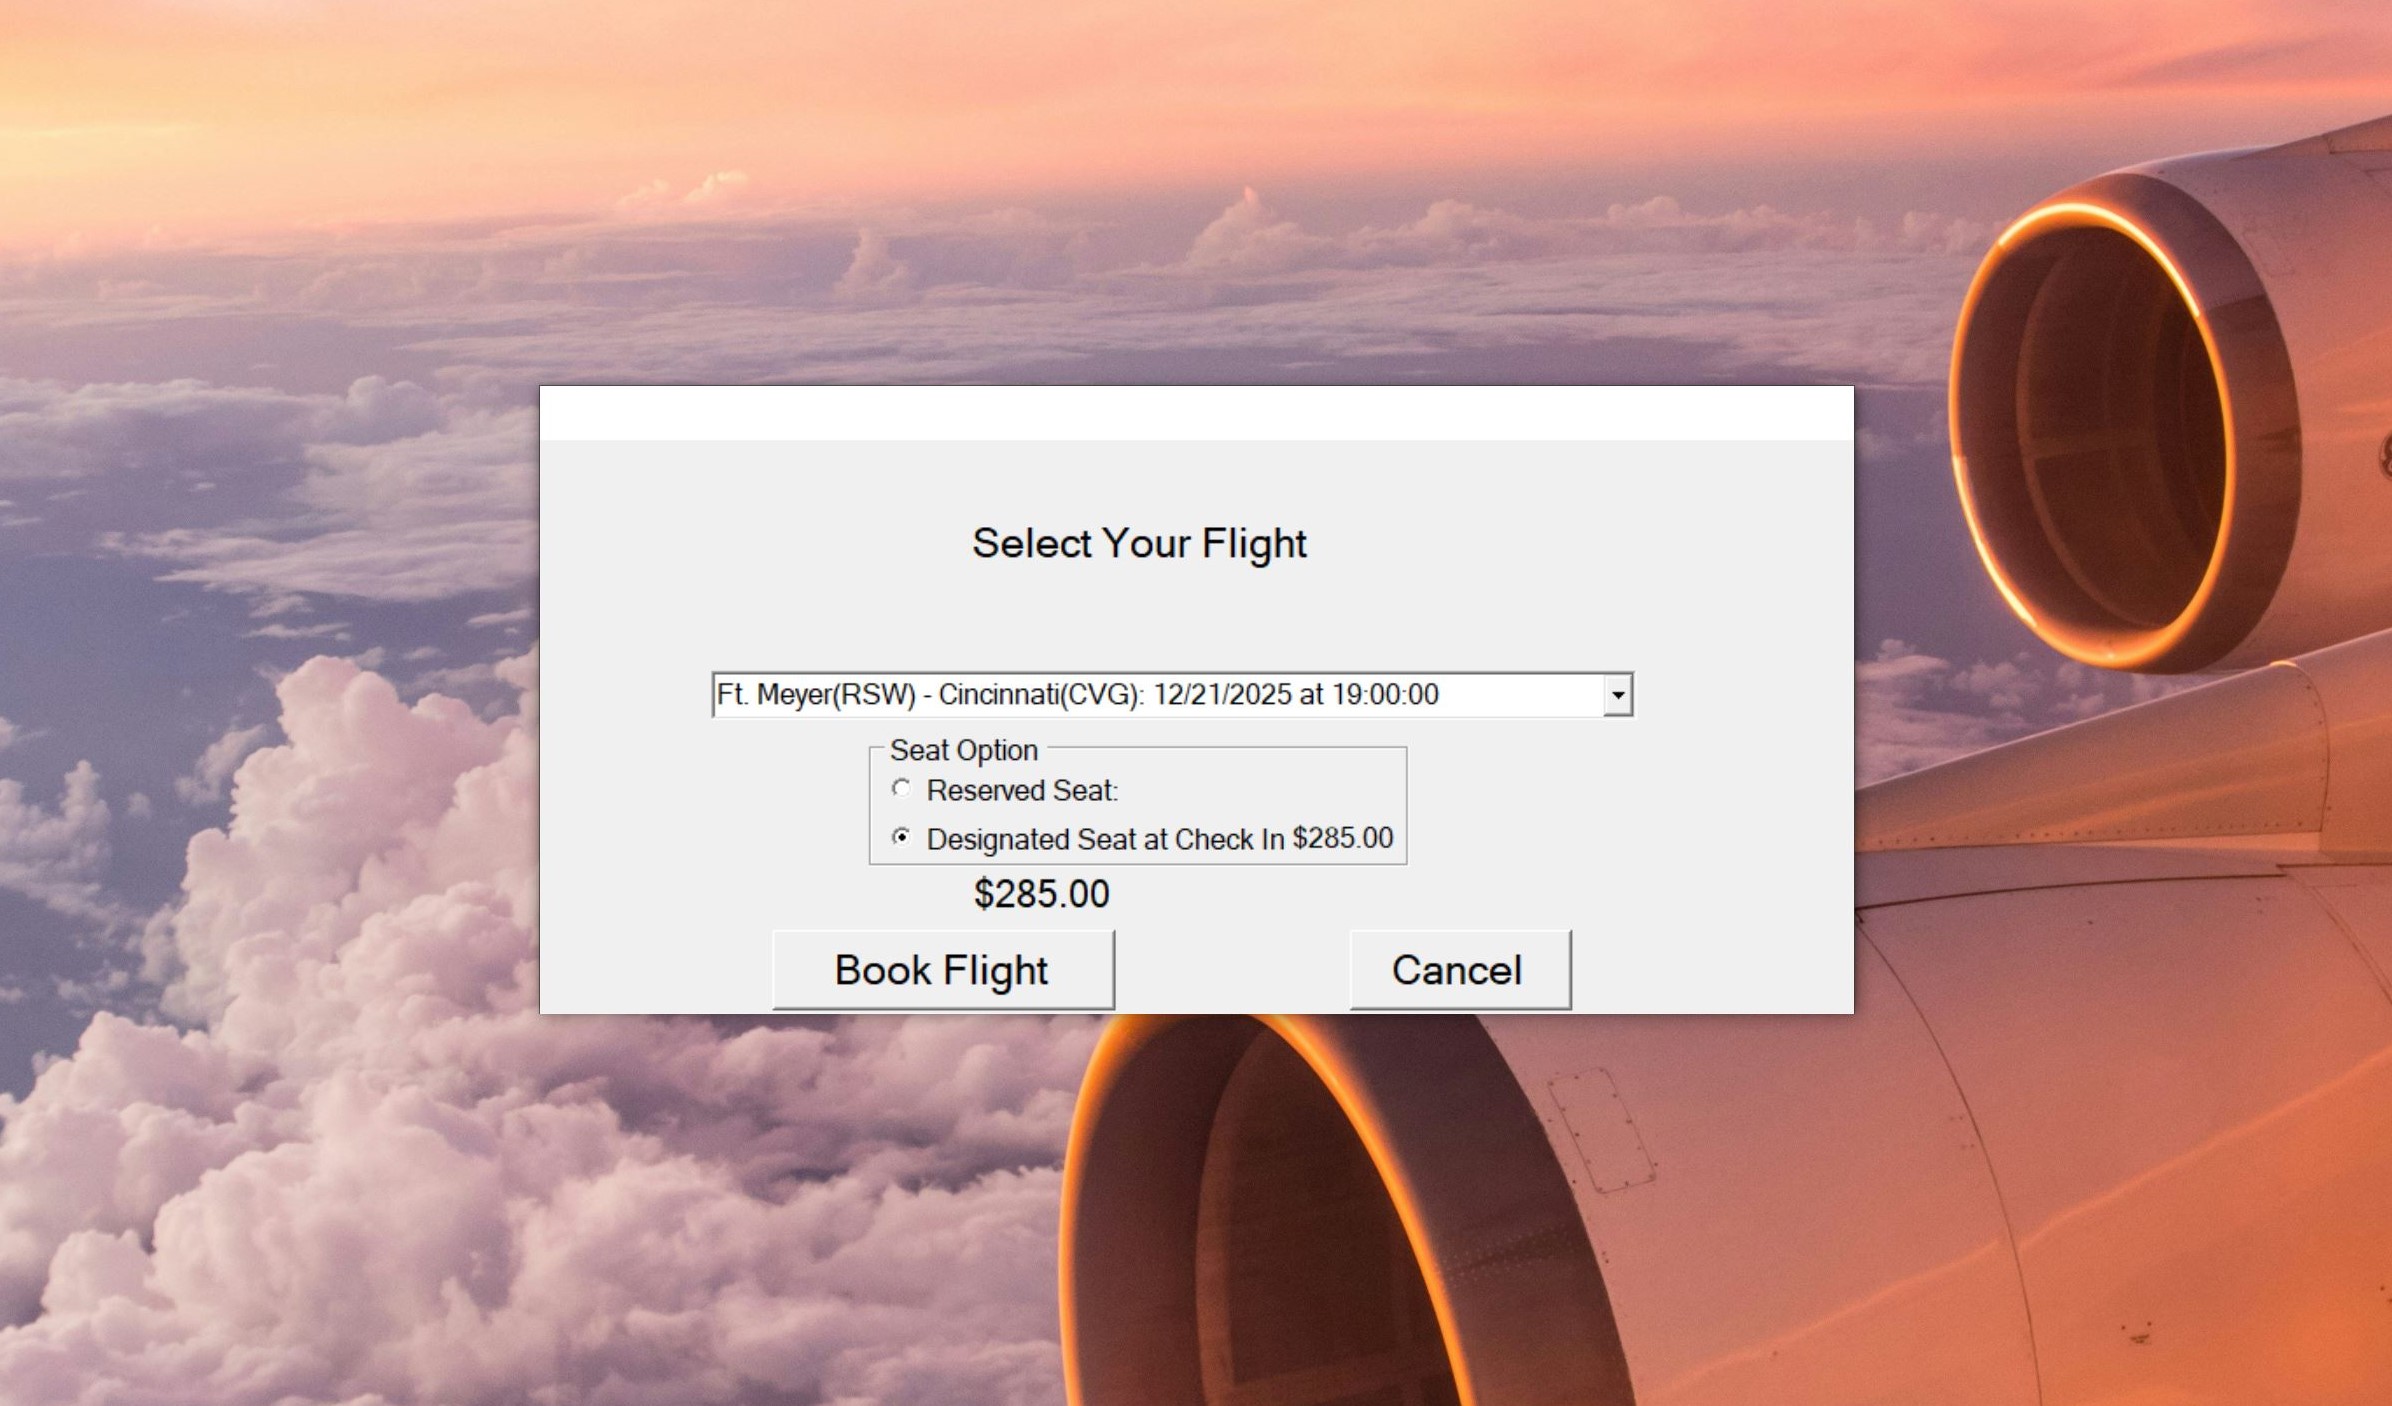 Select Your Flight
Ft. Meyer(RSW) - Cincinnati(CVG): 12/21/2025 at 19:00:00
Seat Option
Reserved Seat:
Designated Seat at Check In $285.00
$285.00
Book Flight
Cancel